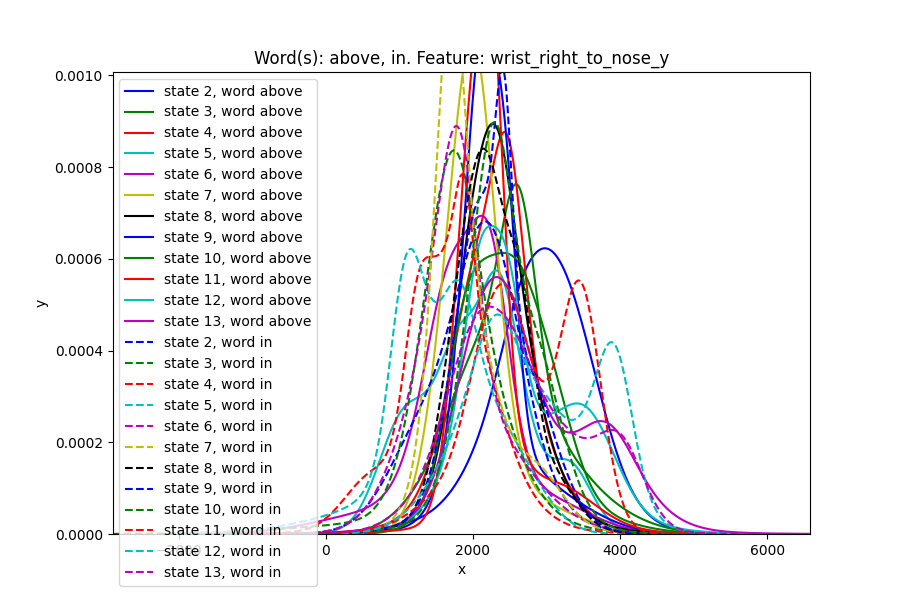 Word(s): above, in. Feature: wrist_right_to_nose_y
0.0010
0.0008
0.0006
0.0004
0.0002
0.0000
y
state 2, word above
state 3, word above
state 4, word above
state 5, word above
state 6, word above
state 7, word above
state 8, word above
state 9, word above
state 10, word above
state 11, word above
state 12, word above
state 13, word above
state 2, word in
state 3, word in
state 4, word in
state 5, word in
state 6, word in
state 7, word in
state 8, word in
state 9, word in
state 10, word in
state 11, word in
state 12, word in
state 13, word in
0 2000 4000 6000
x